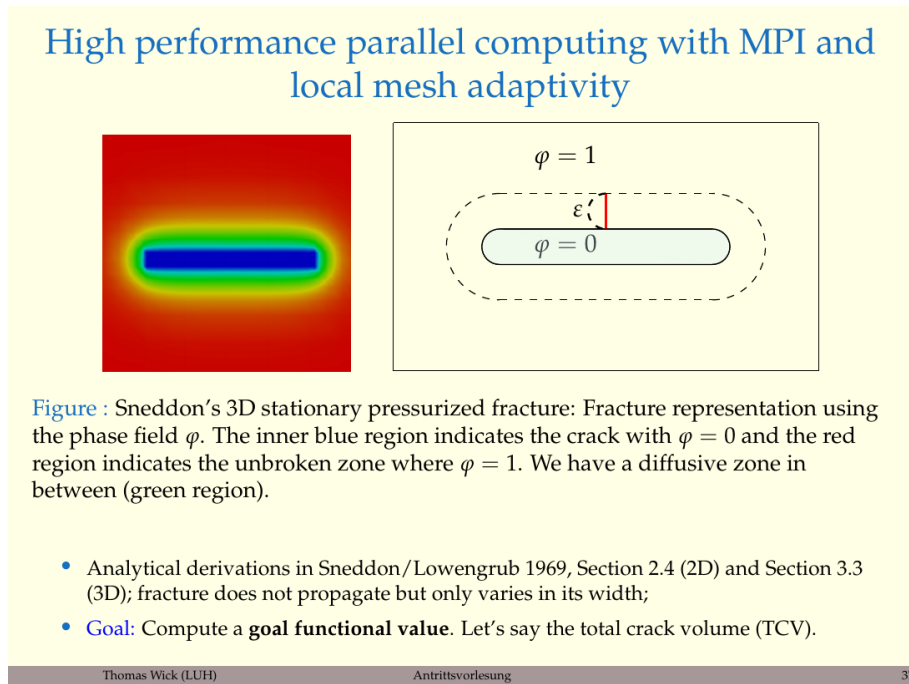 High performance parallel computing with MPI and
local mesh adaptivity
φ = 1
ε
φ = 0
Figure : Sneddon's 3D stationary pressurized fracture: Fracture representation using
the phase field φ. The inner blue region indicates the crack with φ = 0 and the red
region indicates the unbroken zone where φ = 1. We have a diffusive zone in
between (green region).
• Analytical derivations in Sneddon/Lowengrub 1969, Section 2.4 (2D) and Section 3.3
(3D); fracture does not propagate but only varies in its width;
• Goal: Compute a goal functional value. Let's say the total crack volume (TCV).
Thomas Wick (LUH) Antrittsvorlesung